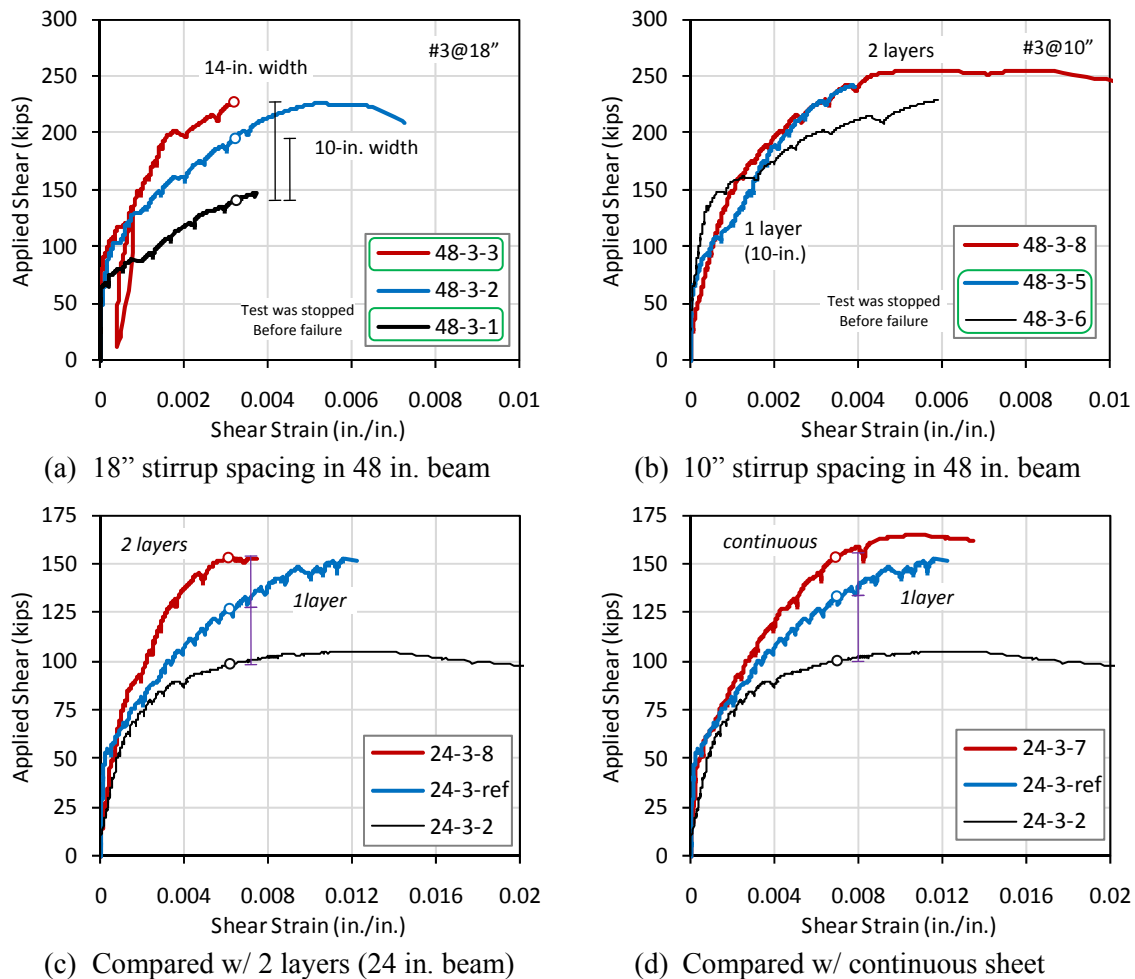 300
250
200
150
100
50
0
Applied Shear (kips)
#3@18”
14-in. width
10-in. width
Test was stopped
Before failure
48-3-3
48-3-2
48-3-1
0 0.002 0.004 0.006 0.008 0.01
Shear Strain (in./in.)
(a) 18” stirrup spacing in 48 in. beam
300
250
200
150
100
50
0
Applied Shear (kips)
2 layers
#3@10”
1 layer
(10-in.)
Test was stopped
Before failure
48-3-8
48-3-5
48-3-6
0 0.002 0.004 0.006 0.008 0.01
Shear Strain (in./in.)
(b) 10” stirrup spacing in 48 in. beam
175
150
125
100
75
50
25
0
Applied Shear (kips)
2 layers
1layer
24-3-8
24-3-ref
24-3-2
0 0.004 0.008 0.012 0.016 0.02
Shear Strain (in./in.)
(c) Compared w/ 2 layers (24 in. beam)
175
150
125
100
75
50
25
0
Applied Shear (kips)
continuous
1layer
24-3-7
24-3-ref
24-3-2
0 0.004 0.008 0.012 0.016 0.02
Shear Strain (in./in.)
(d) Compared w/ continuous sheet